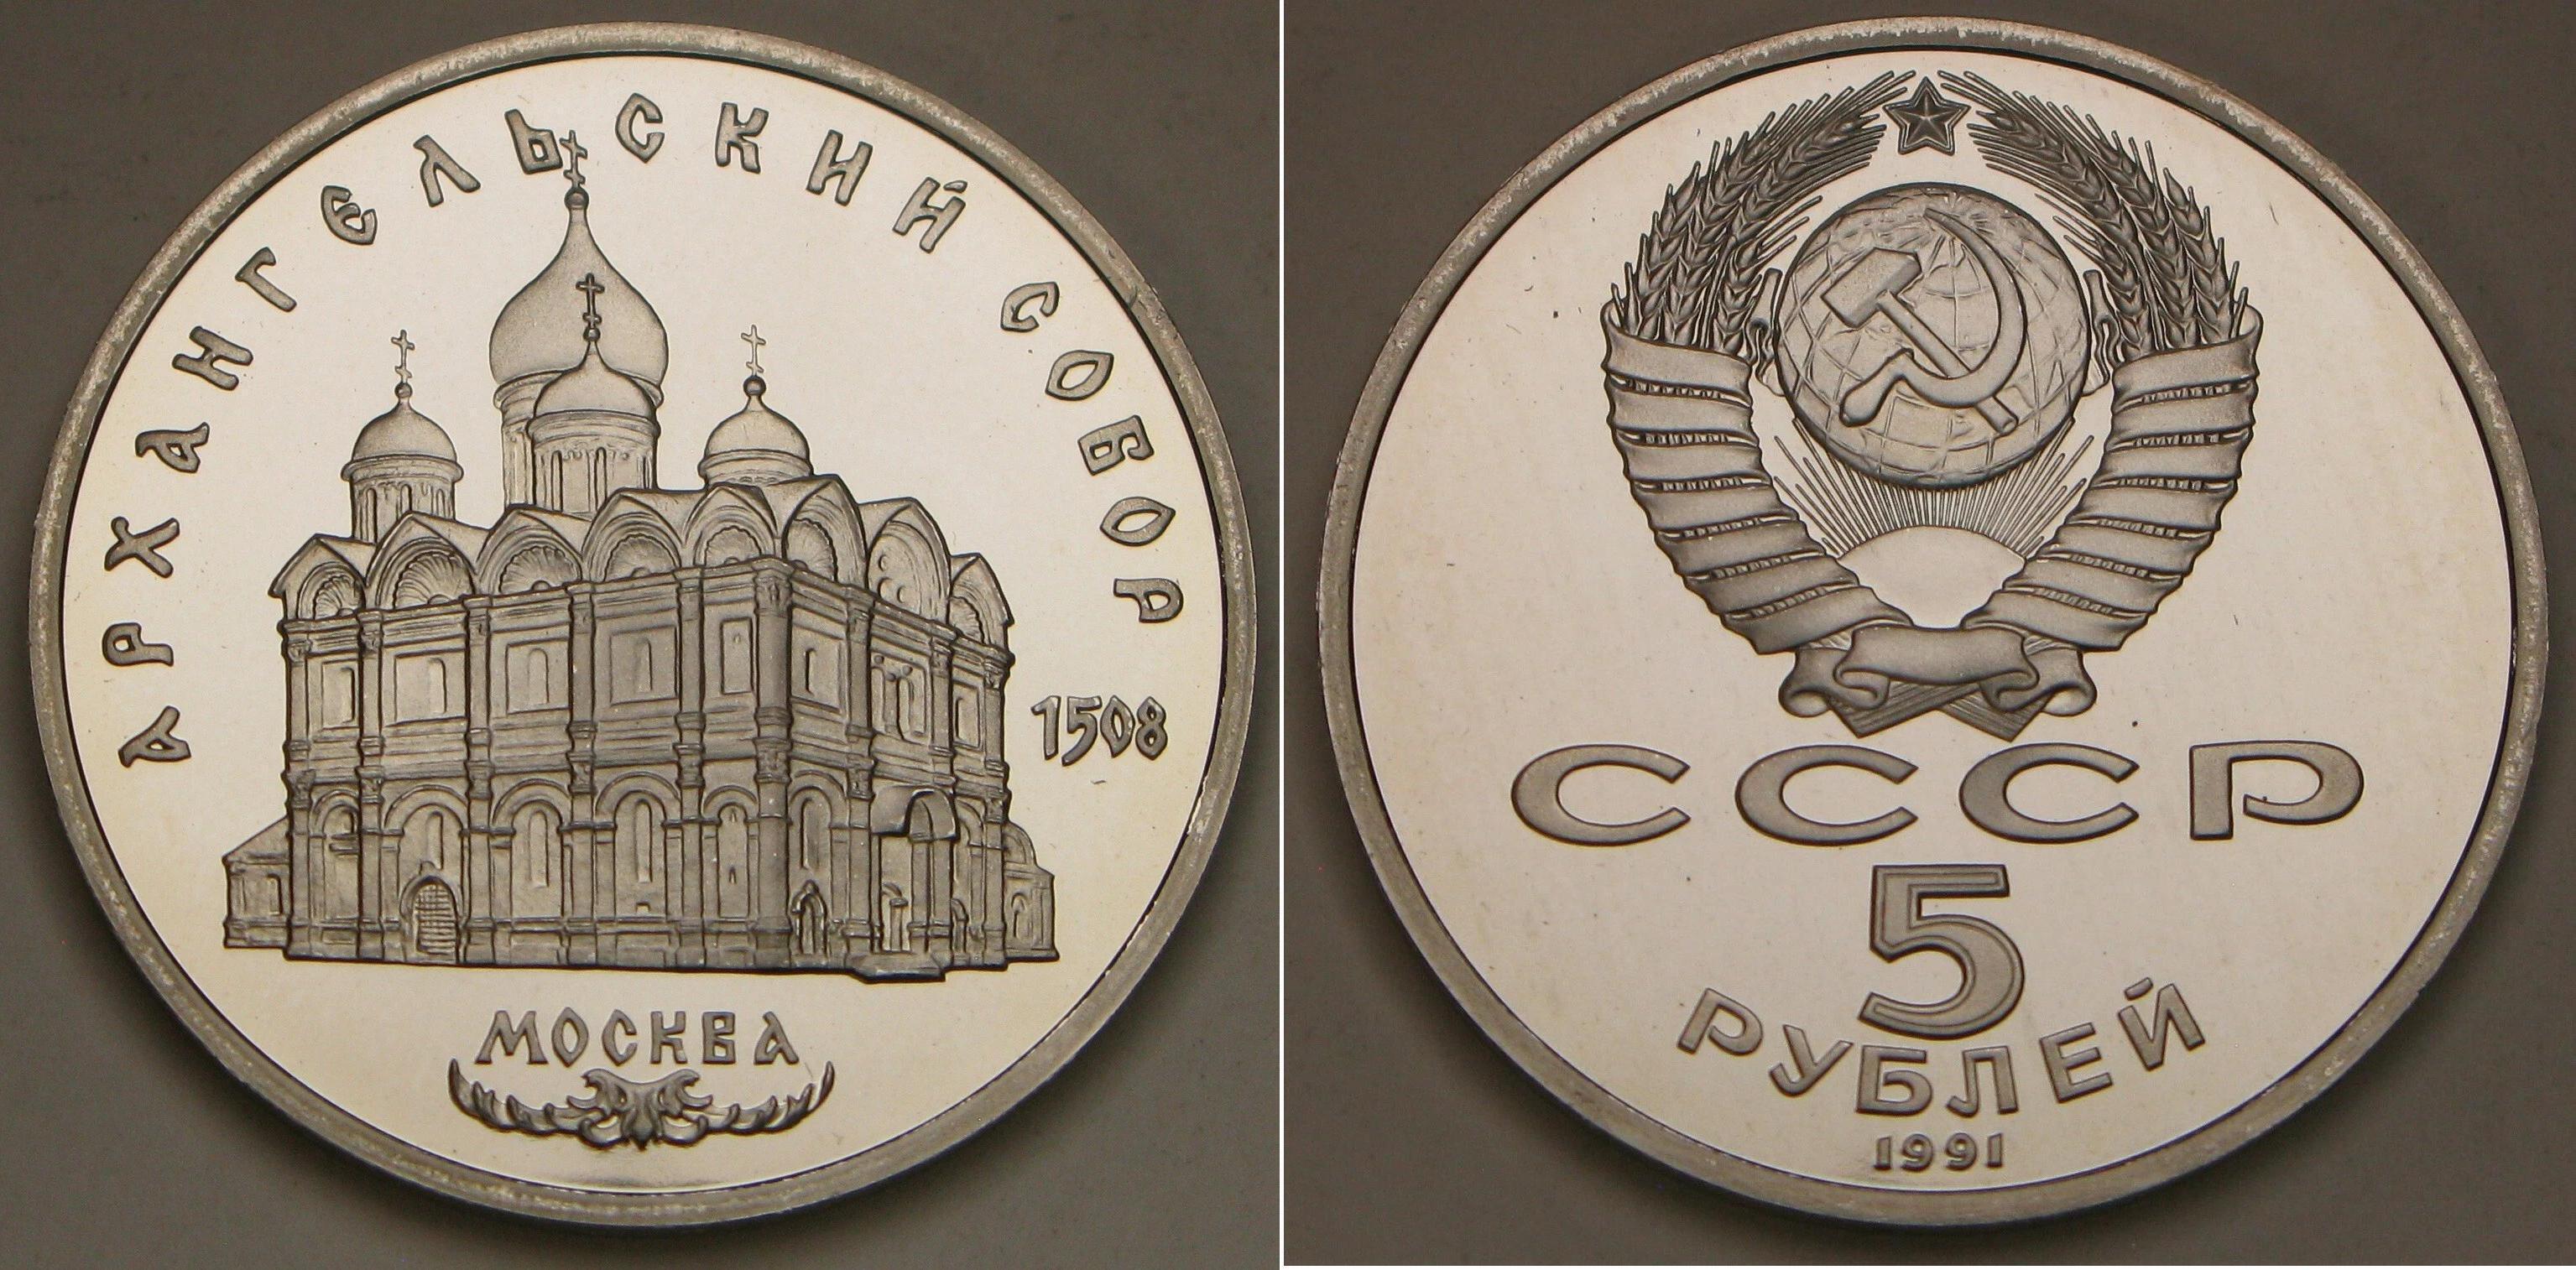 АРХАНГЕЛЬСКИЙ СОБОР
1508
МОСКВА
СССР
5
РУБЛЕЙ
1991